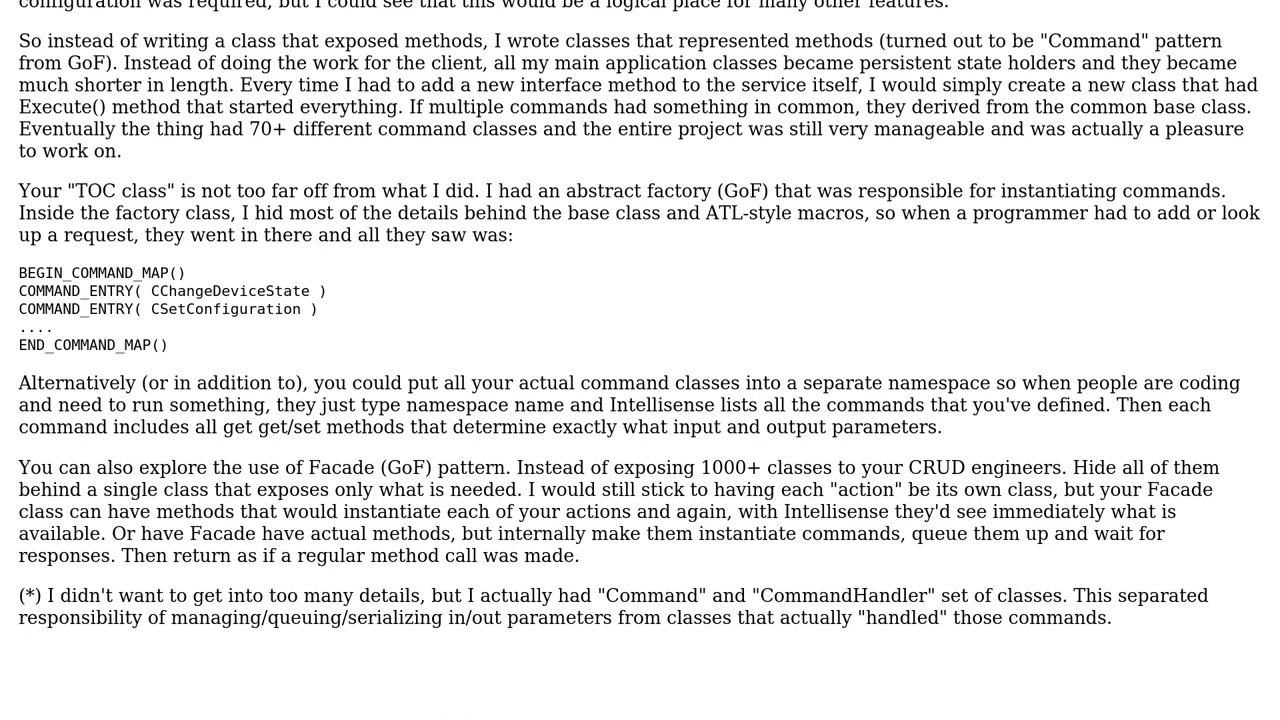 configuration was required, but I could see that this would be a logical place for many other features.
So instead of writing a class that exposed methods, I wrote classes that represented methods (turned out to be "Command" pattern
from GoF). Instead of doing the work for the client, all my main application classes became persistent state holders and they became
much shorter in length. Every time I had to add a new interface method to the service itself, I would simply create a new class that had
Execute() method that started everything. If multiple commands had something in common, they derived from the common base class.
Eventually the thing had 70+ different command classes and the entire project was still very manageable and was actually a pleasure
to work on.
Your "TOC class" is not too far off from what I did. I had an abstract factory (GoF) that was responsible for instantiating commands.
Inside the factory class, I hid most of the details behind the base class and ATL-style macros, so when a programmer had to add or look
up a request, they went in there and all they saw was:
BEGIN_COMMAND_MAP()
COMMAND_ENTRY( CChangeDeviceState )
COMMAND_ENTRY( CSetConfiguration )
....
END_COMMAND_MAP()
Alternatively (or in addition to), you could put all your actual command classes into a separate namespace so when people are coding
and need to run something, they just type namespace name and Intellisense lists all the commands that you've defined. Then each
command includes all get get/set methods that determine exactly what input and output parameters.
You can also explore the use of Facade (GoF) pattern. Instead of exposing 1000+ classes to your CRUD engineers. Hide all of them
behind a single class that exposes only what is needed. I would still stick to having each "action" be its own class, but your Facade
class can have methods that would instantiate each of your actions and again, with Intellisense they'd see immediately what is
available. Or have Facade have actual methods, but internally make them instantiate commands, queue them up and wait for
responses. Then return as if a regular method call was made.
(*) I didn't want to get into too many details, but I actually had "Command" and "CommandHandler" set of classes. This separated
responsibility of managing/queuing/serializing in/out parameters from classes that actually "handled" those commands.